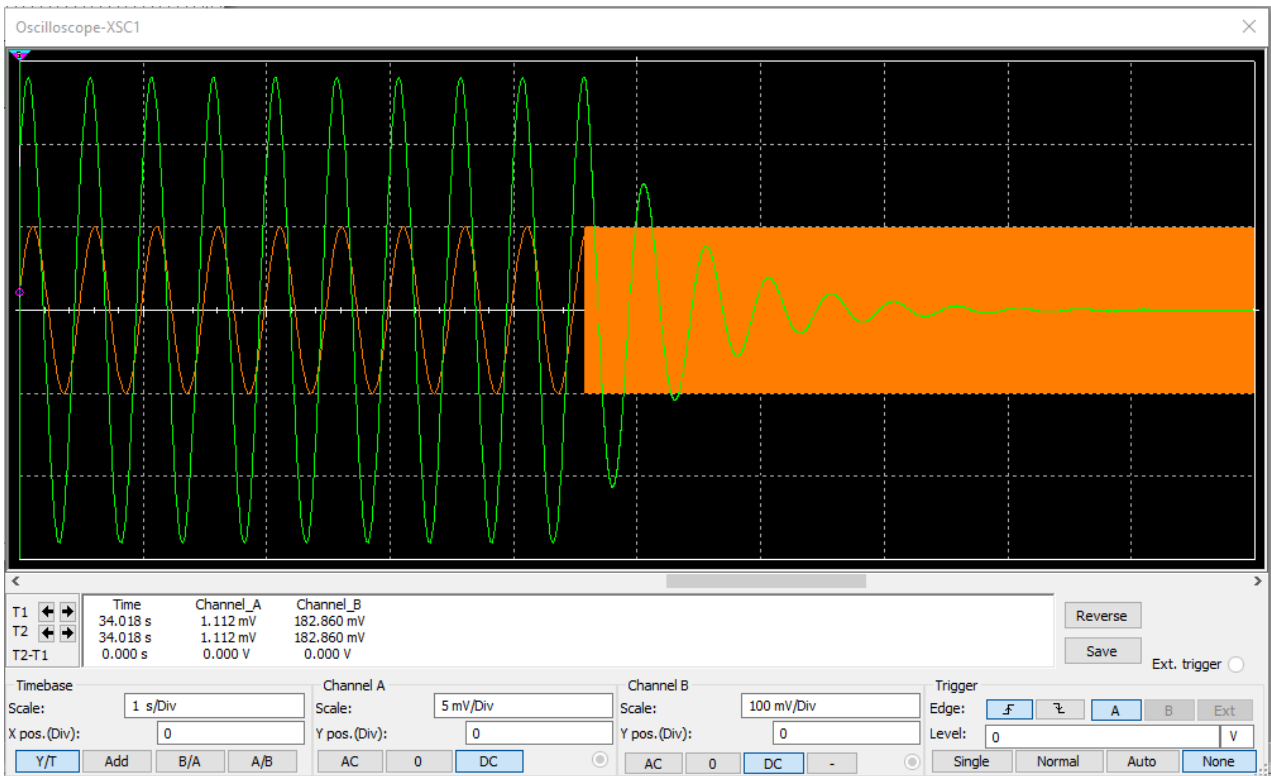 Oscilloscope-XSC1
T1
T2
T2-T1
Time Channel_A Channel_B
34.018 s 1.112 mV 182.860 mV
34.018 s 1.112 mV 182.860 mV
0.000 s 0.000 V 0.000 V
Reverse
Save
Ext. trigger
Timebase
Scale: 1 s/Div
X pos.(Div): 0
Y/T Add B/A A/B
Channel A
Scale: 5 mV/Div
Y pos.(Div): 0
AC 0 DC
Channel B
Scale: 100 mV/Div
Y pos.(Div): 0
AC 0 DC -
Trigger
Edge: A B Ext
Level: 0 V
Single Normal Auto None